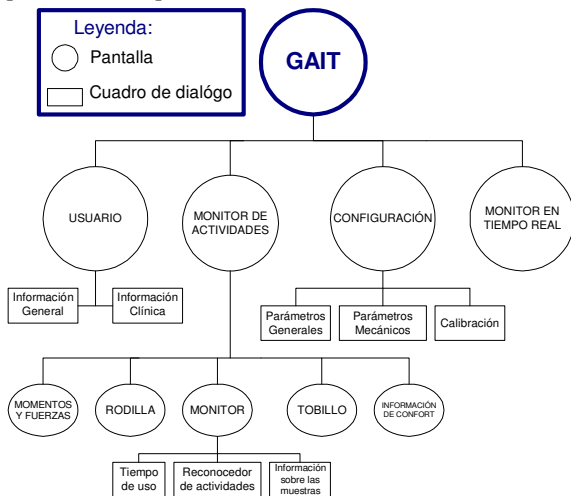 Leyenda:
Pantalla
Cuadro de dialógo
GAIT
USUARIO
MONITOR DE
ACTIVIDADES
CONFIGURACIÓN
MONITOR EN
TIEMPO REAL
Información
General
Información
Clínica
Parámetros
Generales
Parámetros
Mecánicos
Calibración
MOMENTOS
Y FUERZAS
RODILLA
MONITOR
TOBILLO
INFORMACIÓN
DE CONFORT
Tiempo
de uso
Reconocedor
de actividades
Información
sobre las
muestras